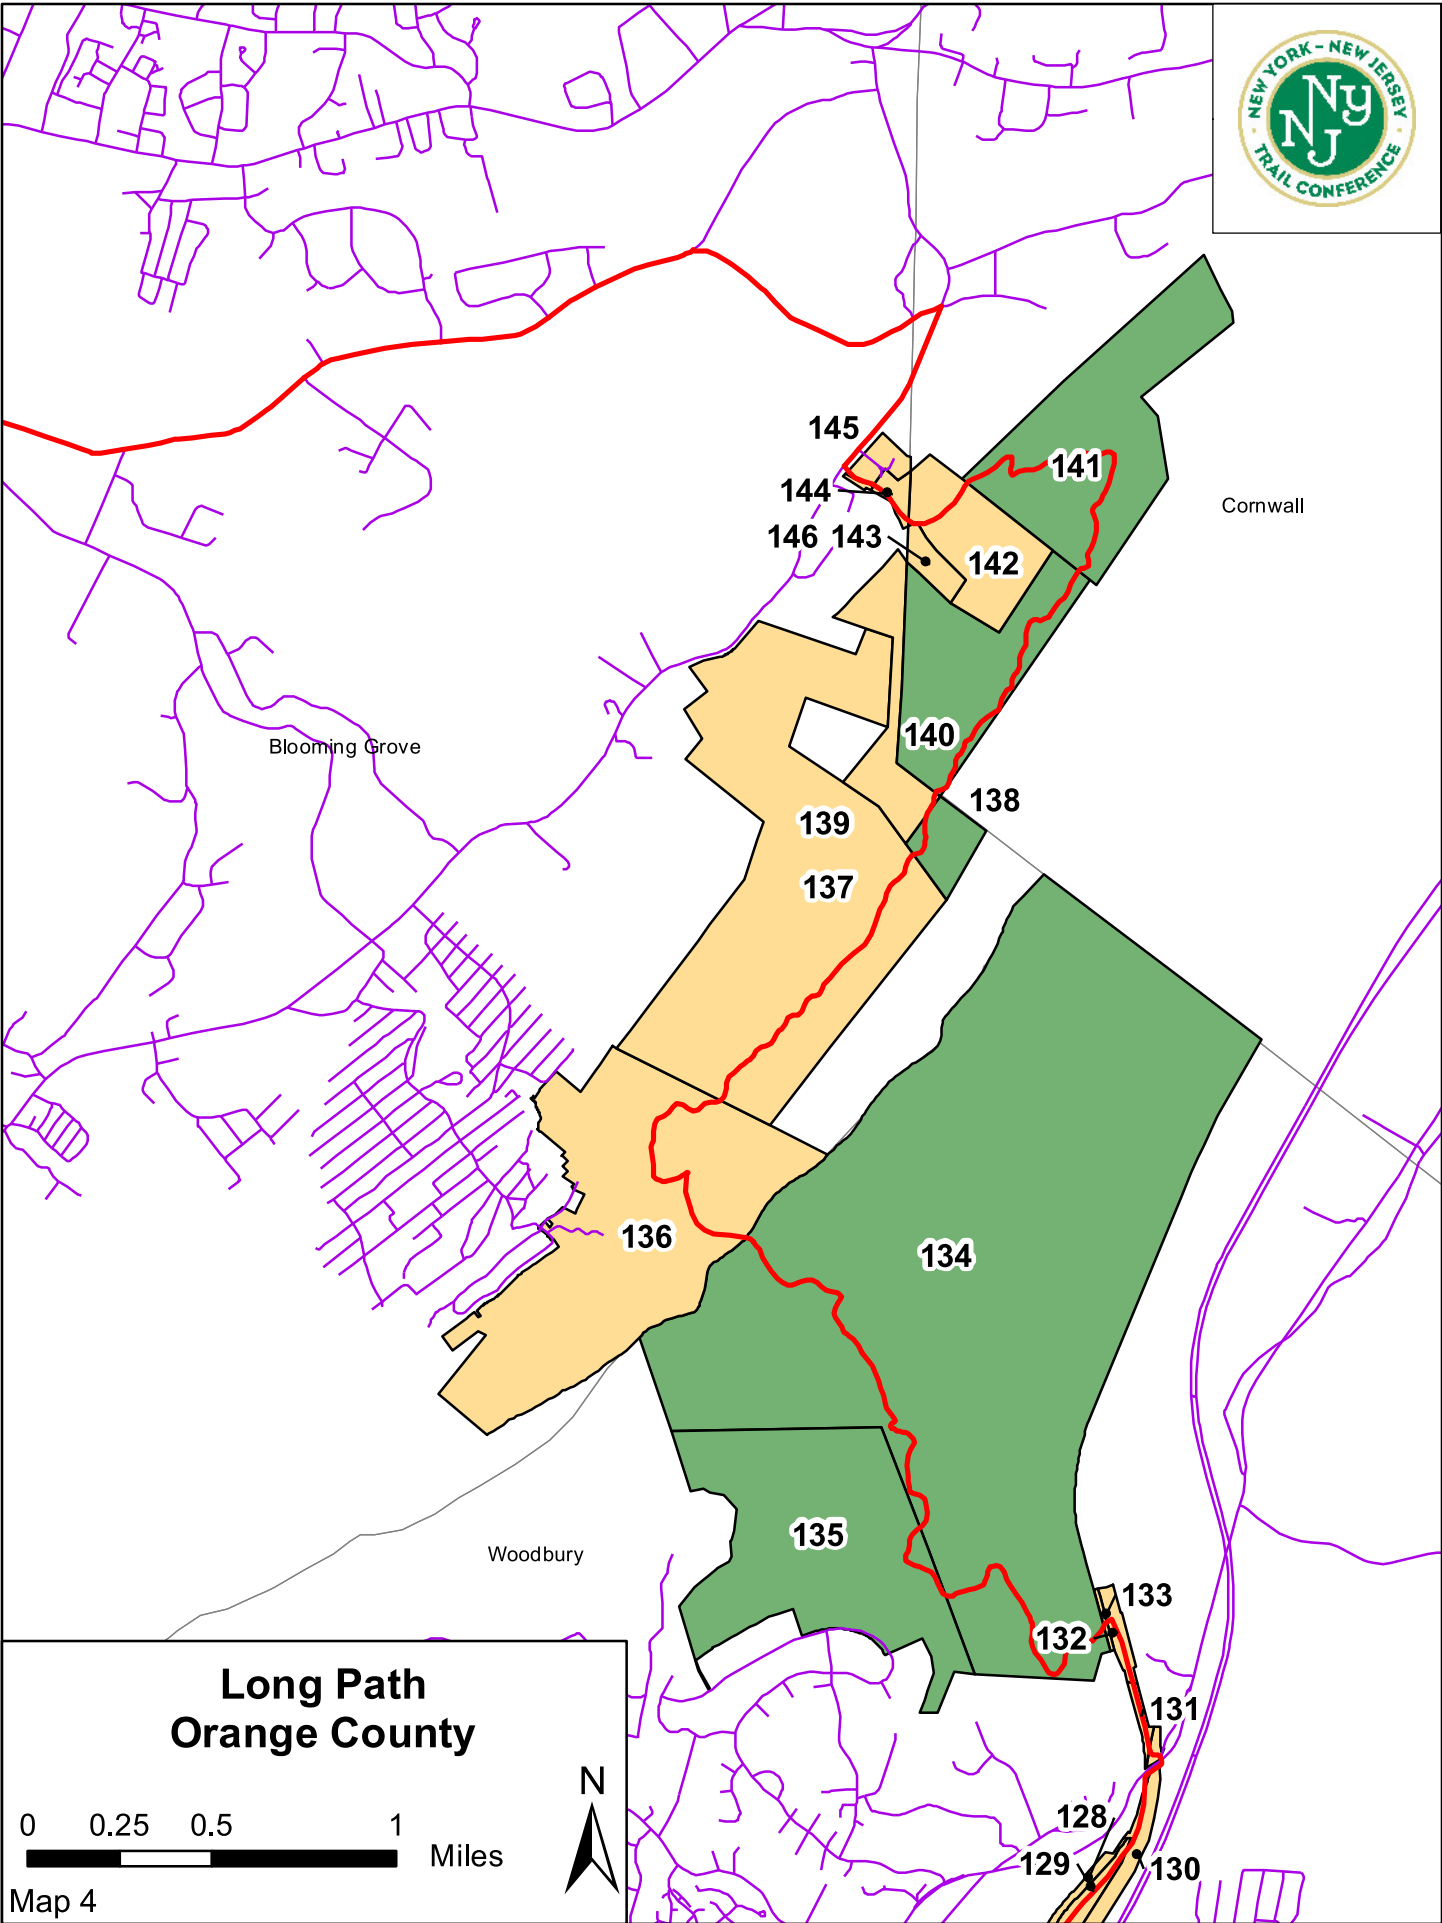 NEW YORK - NEW JERSEY
NY
NJ
TRAIL CONFERENCE
145
141
144
Cornwall
146 143
142
140
Blooming Grove
138
139
137
136
134
135
Woodbury
133
132
131
128
129
130
Long Path
Orange County
N
0 0.25 0.5 1
Miles
Map 4